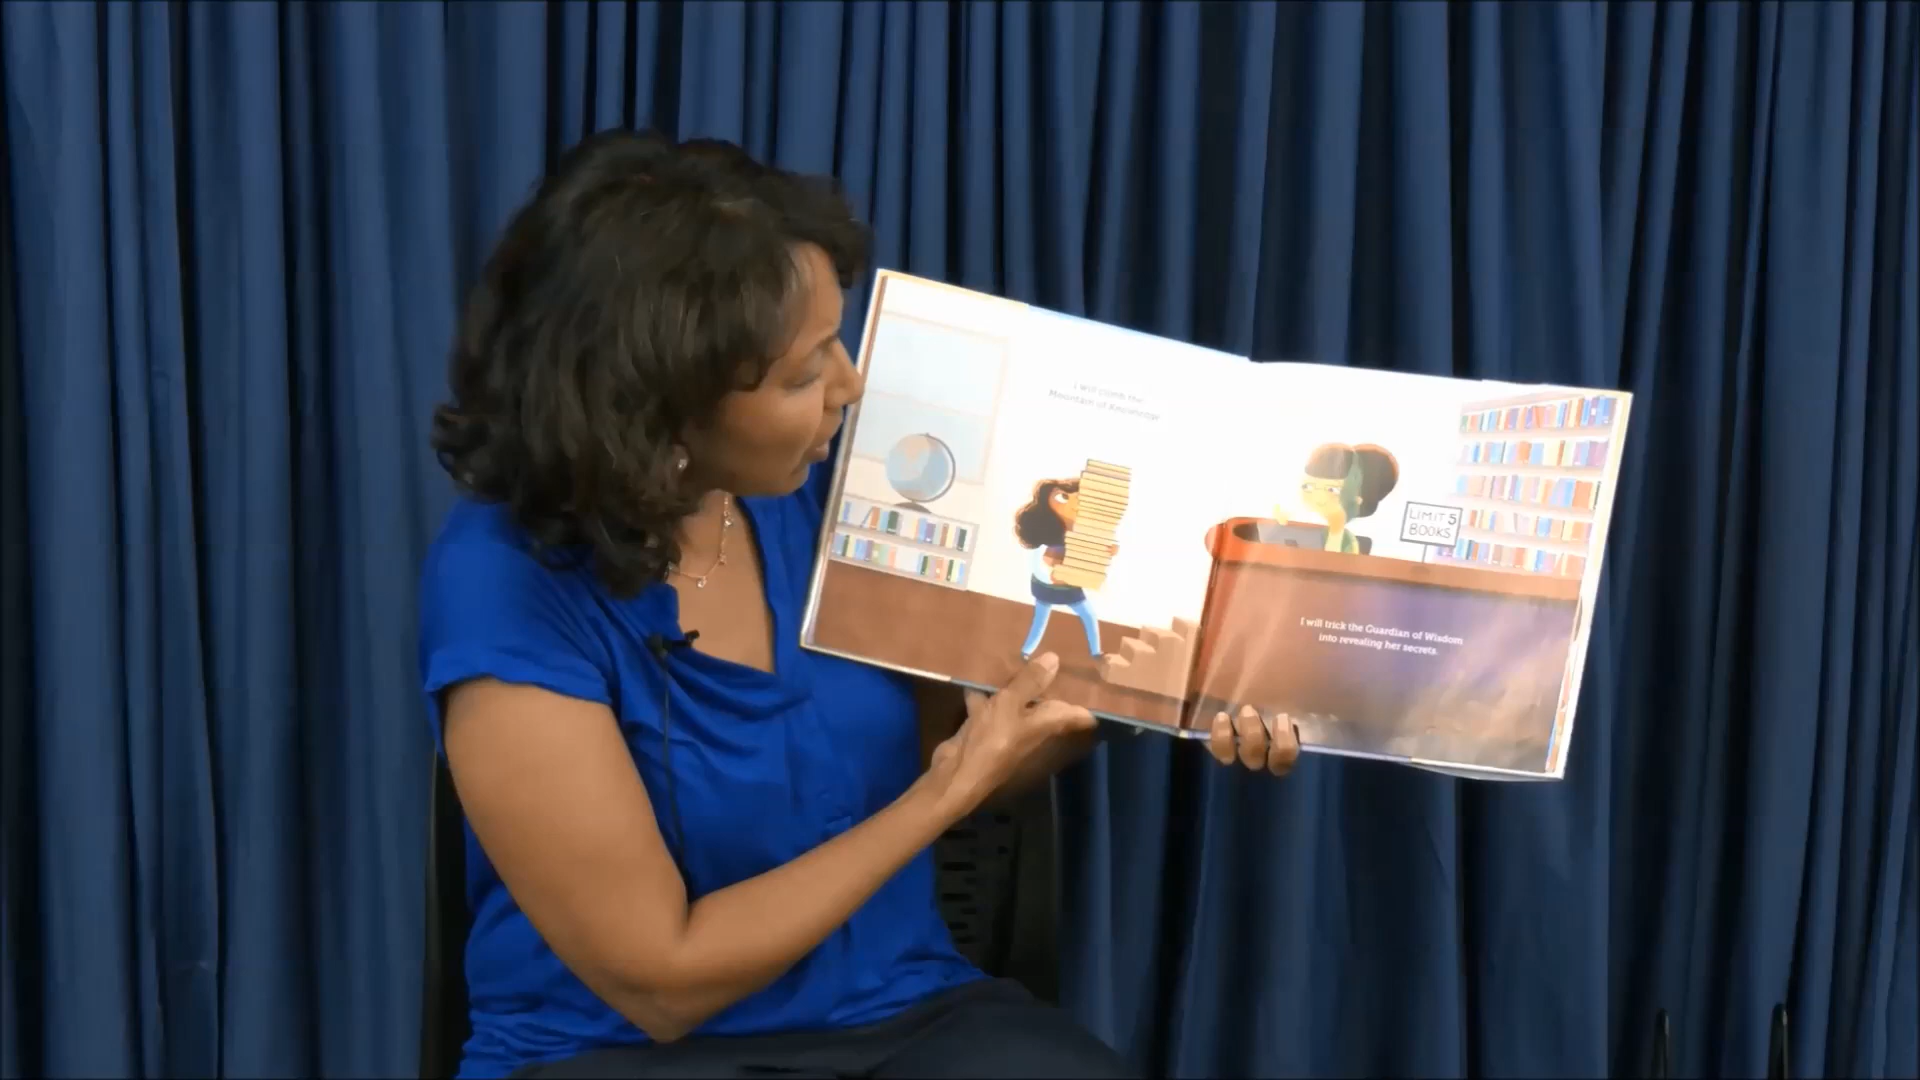 I will climb the
Mountain of Knowledge
LIMIT 5
BOOKS
I will trick the Guardian of Wisdom
into revealing her secrets.